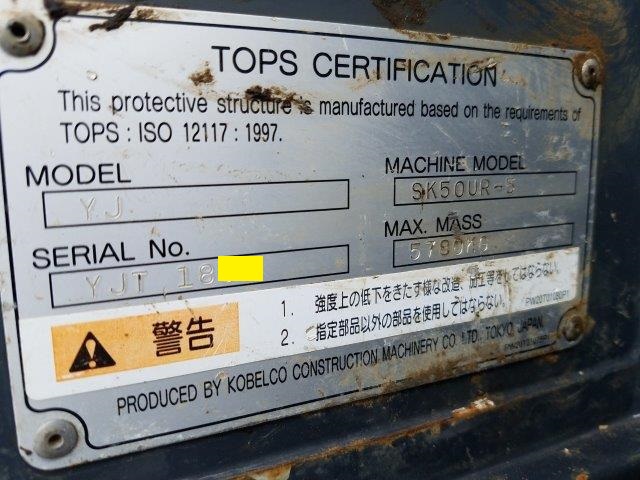 TOPS CERTIFICATION
This protective structure is manufactured based on the requirements of
TOPS : ISO 12117 : 1997.
MODEL
YJ
MACHINE MODEL
SK50UR-5
SERIAL No.
YJT 18
MAX. MASS
5790KG
警告
1. 強度上の低下をきたす様な改造、加工等をしてはならない。
2. 指定部品以外の部品を使用してはならない。
PW20T01080P1
PRODUCED BY KOBELCO CONSTRUCTION MACHINERY CO. LTD. TOKYO, JAPAN